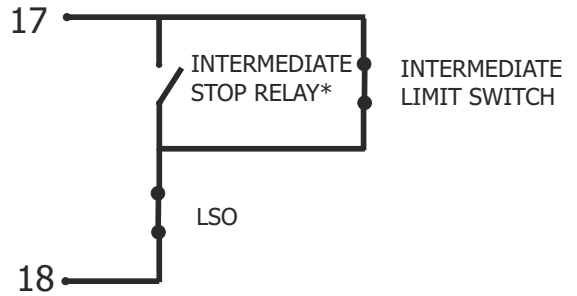 17
INTERMEDIATE
STOP RELAY*
INTERMEDIATE
LIMIT SWITCH
LSO
18